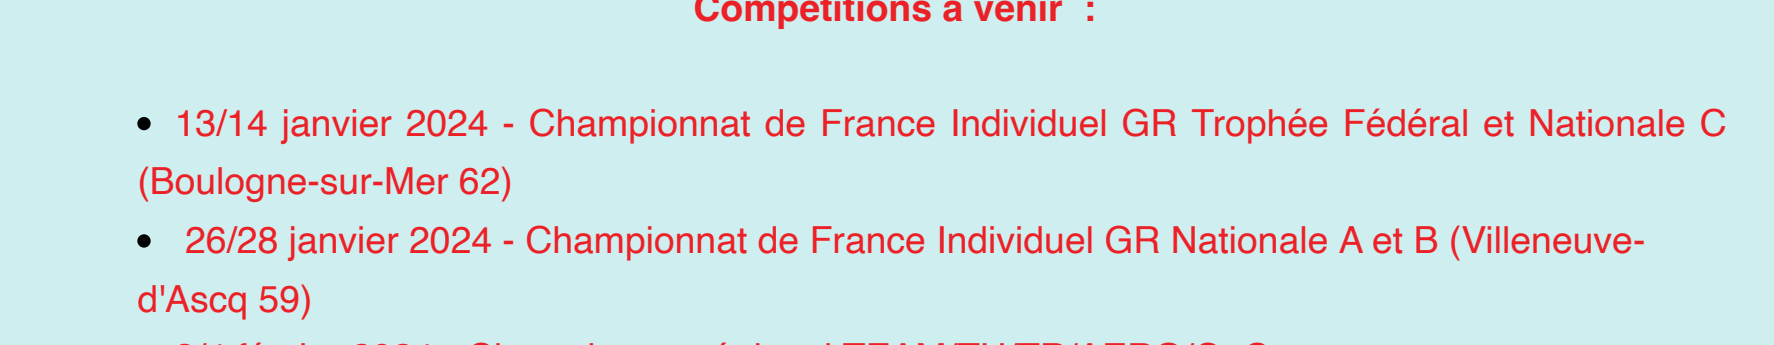 Compétitions à venir :
• 13/14 janvier 2024 - Championnat de France Individuel GR Trophée Fédéral et Nationale C
(Boulogne-sur-Mer 62)
• 26/28 janvier 2024 - Championnat de France Individuel GR Nationale A et B (Villeneuve-
d'Ascq 59)